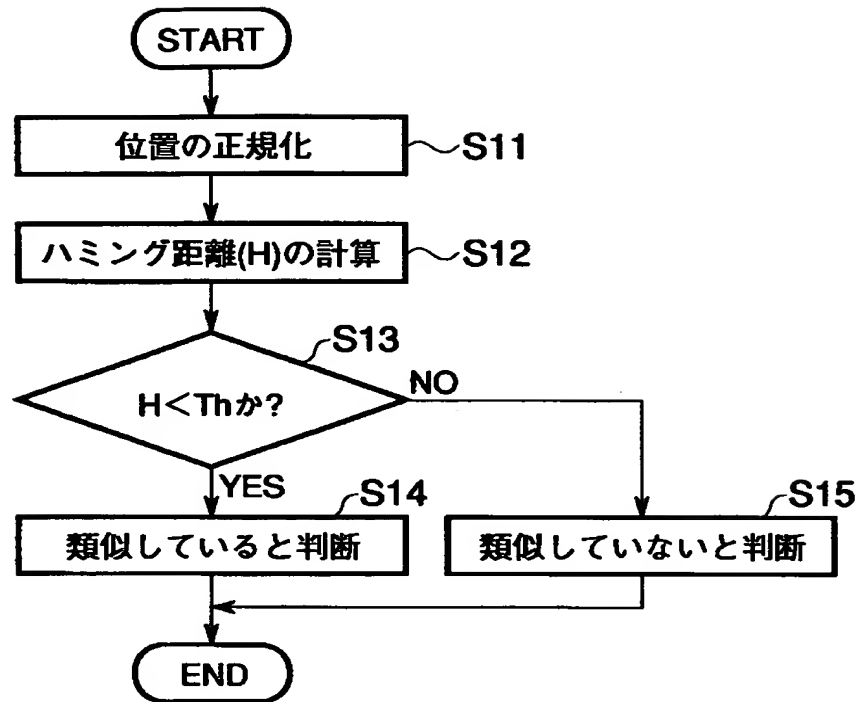 START
位置の正規化
S11
ハミング距離(H)の計算
S12
S13
H<Thか?
NO
YES
S14
類似していると判断
S15
類似していないと判断
END